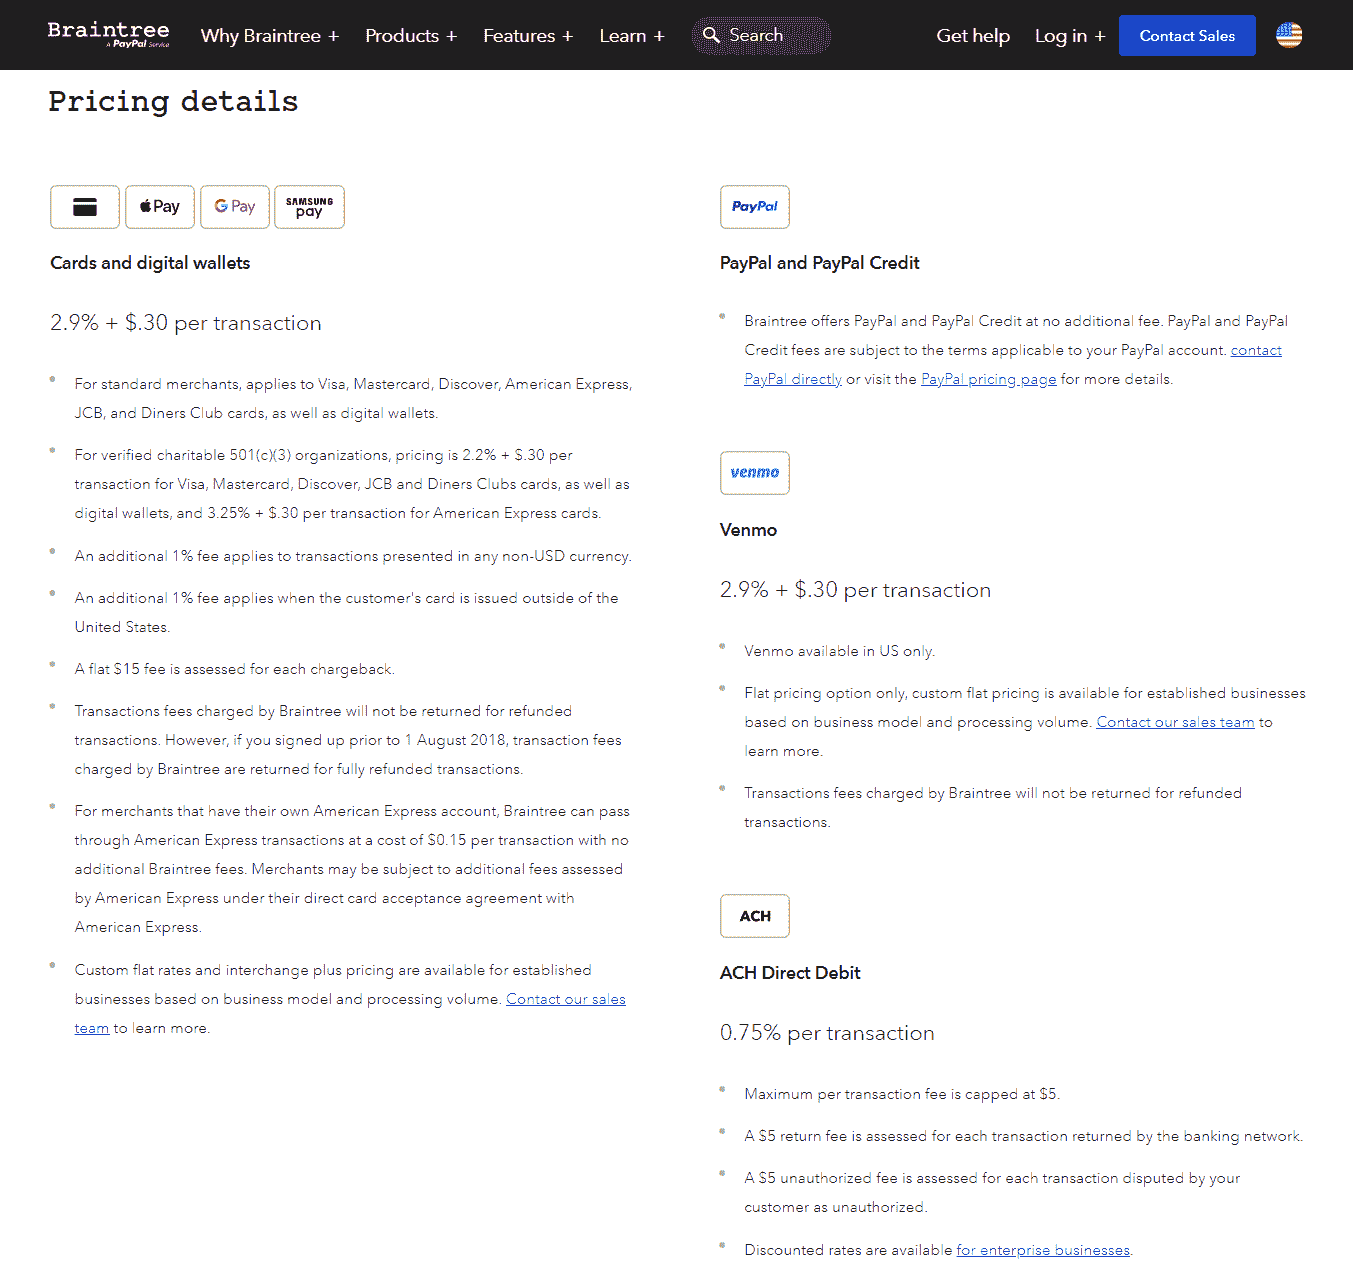 Braintree
A PayPal Service
Why Braintree +
Products +
Features +
Learn +
Search
Get help
Log in +
Contact Sales
Pricing details
Pay
G Pay
SAMSUNG
pay
Cards and digital wallets
2.9% + $.30 per transaction
For standard merchants, applies to Visa, Mastercard, Discover, American Express,
JCB, and Diners Club cards, as well as digital wallets.
For verified charitable 501(c)(3) organizations, pricing is 2.2% + $.30 per
transaction for Visa, Mastercard, Discover, JCB and Diners Clubs cards, as well as
digital wallets, and 3.25% + $.30 per transaction for American Express cards.
An additional 1% fee applies to transactions presented in any non-USD currency.
An additional 1% fee applies when the customer's card is issued outside of the
United States.
A flat $15 fee is assessed for each chargeback.
Transactions fees charged by Braintree will not be returned for refunded
transactions. However, if you signed up prior to 1 August 2018, transaction fees
charged by Braintree are returned for fully refunded transactions.
For merchants that have their own American Express account, Braintree can pass
through American Express transactions at a cost of $0.15 per transaction with no
additional Braintree fees. Merchants may be subject to additional fees assessed
by American Express under their direct card acceptance agreement with
American Express.
Custom flat rates and interchange plus pricing are available for established
businesses based on business model and processing volume. Contact our sales
team to learn more.
PayPal
PayPal and PayPal Credit
Braintree offers PayPal and PayPal Credit at no additional fee. PayPal and PayPal
Credit fees are subject to the terms applicable to your PayPal account. contact
PayPal directly or visit the PayPal pricing page for more details.
venmo
Venmo
2.9% + $.30 per transaction
Venmo available in US only.
Flat pricing option only, custom flat pricing is available for established businesses
based on business model and processing volume. Contact our sales team to
learn more.
Transactions fees charged by Braintree will not be returned for refunded
transactions.
ACH
ACH Direct Debit
0.75% per transaction
Maximum per transaction fee is capped at $5.
A $5 return fee is assessed for each transaction returned by the banking network.
A $5 unauthorized fee is assessed for each transaction disputed by your
customer as unauthorized.
Discounted rates are available for enterprise businesses.